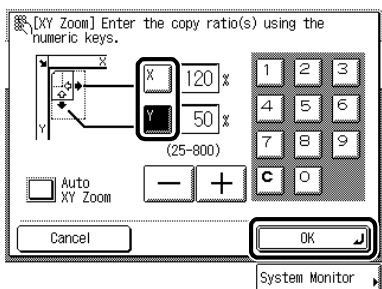 [XY Zoom] Enter the copy ratio(s) using the
numeric keys.
X
Y
X 120 %
Y 50 %
(25-800)
1 2 3
4 5 6
7 8 9
C 0
Auto
XY Zoom
- +
Cancel
OK
System Monitor